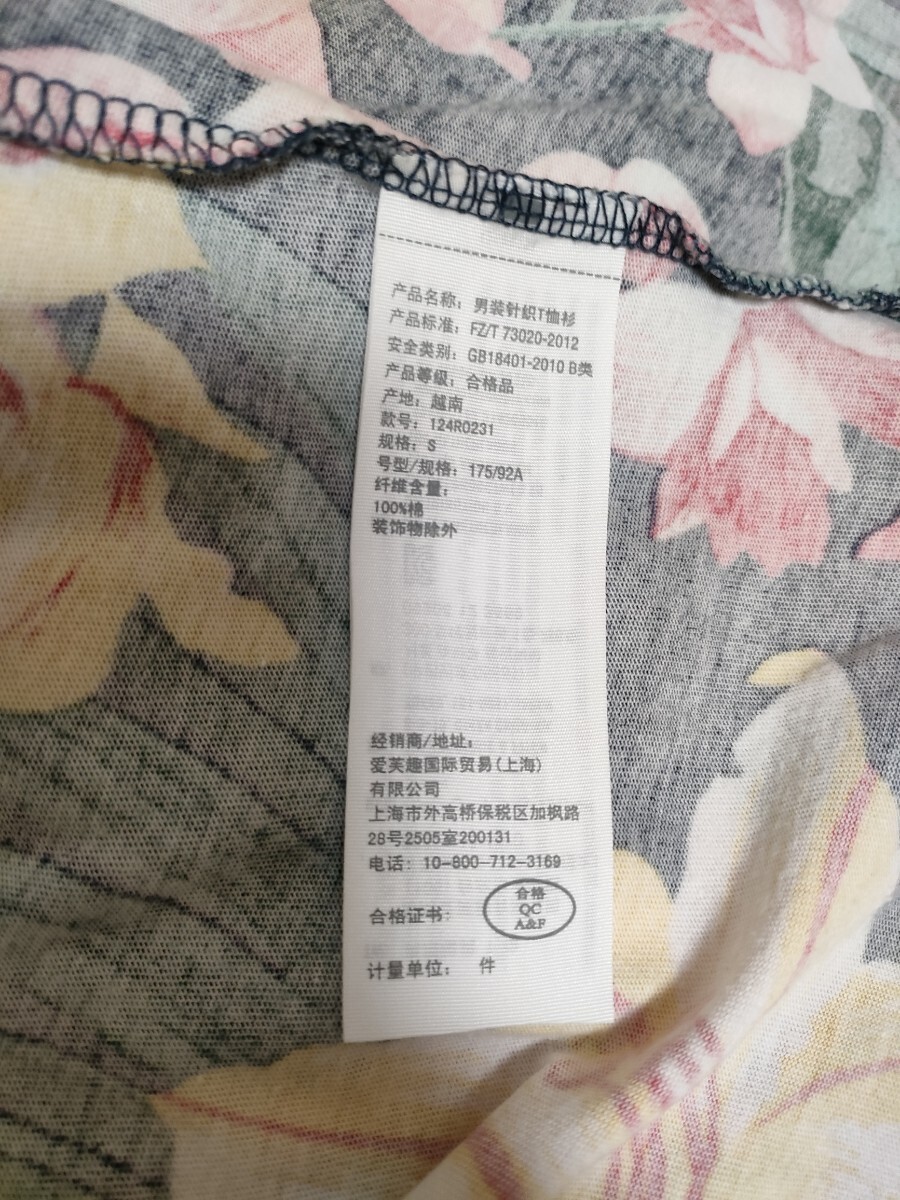 产品名称：男装针织T恤衫
产品标准：FZ/T 73020-2012
安全类别：GB18401-2010 B类
产品等级：合格品
产地：越南
款号：124R0231
规格：S
号型/规格：175/92A
纤维含量：
100%棉
装饰物除外
经销商/地址：
爱芙趣国际贸易(上海)
有限公司
上海市外高桥保税区加枫路
28号2505室200131
电话：10-800-712-3169
合格证书：
合格
QC
A&F
计量单位： 件